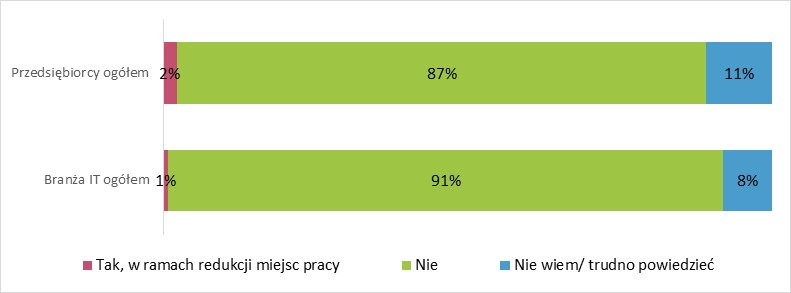 Przedsiębiorcy ogółem 2% 87% 11%
Branża IT ogółem 1% 91% 8%
Tak, w ramach redukcji miejsc pracy Nie Nie wiem/ trudno powiedzieć